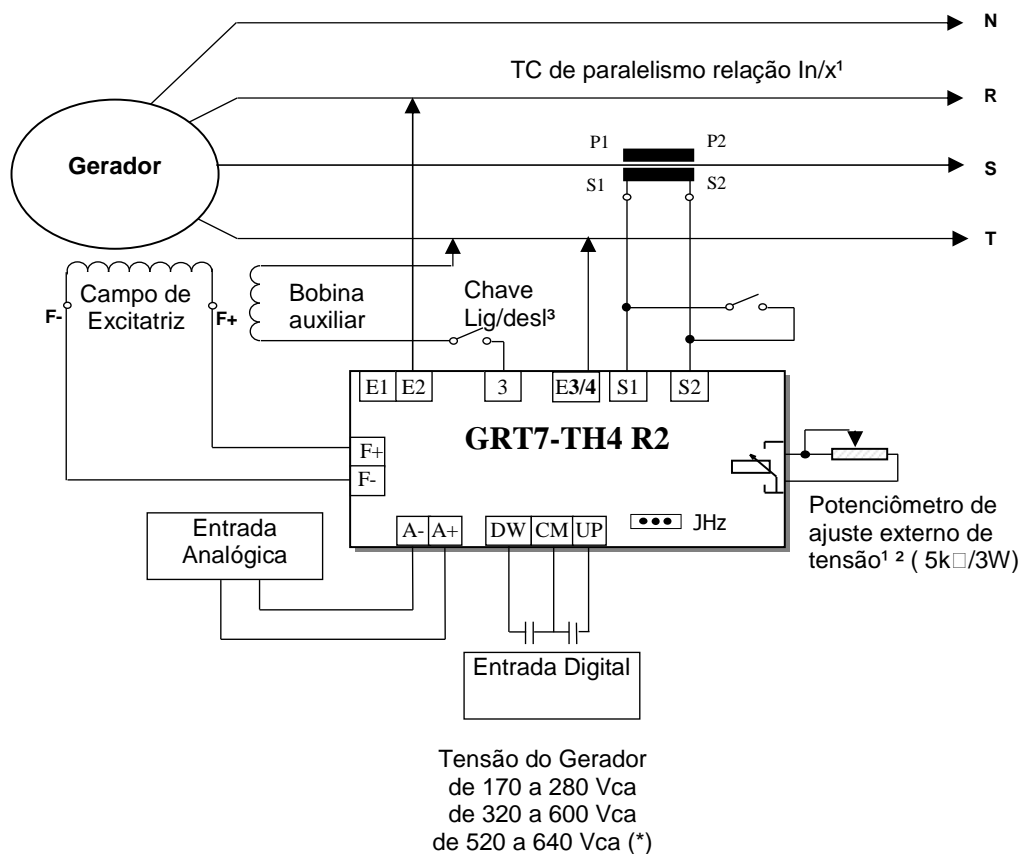 N
TC de paralelismo relação In/x¹
R
P1
P2
Gerador
S
S1
S2
T
Campo de
Excitatriz
F-
F+
Bobina
auxiliar
Chave
Lig/desl³
E1
E2
3
E3/4
S1
S2
GRT7-TH4 R2
F+
F-
Entrada
Analógica
A-
A+
DW
CM
UP
JHz
Potenciômetro de
ajuste externo de
tensão¹ ² ( 5k□/3W)
Entrada Digital
Tensão do Gerador
de 170 a 280 Vca
de 320 a 600 Vca
de 520 a 640 Vca (*)